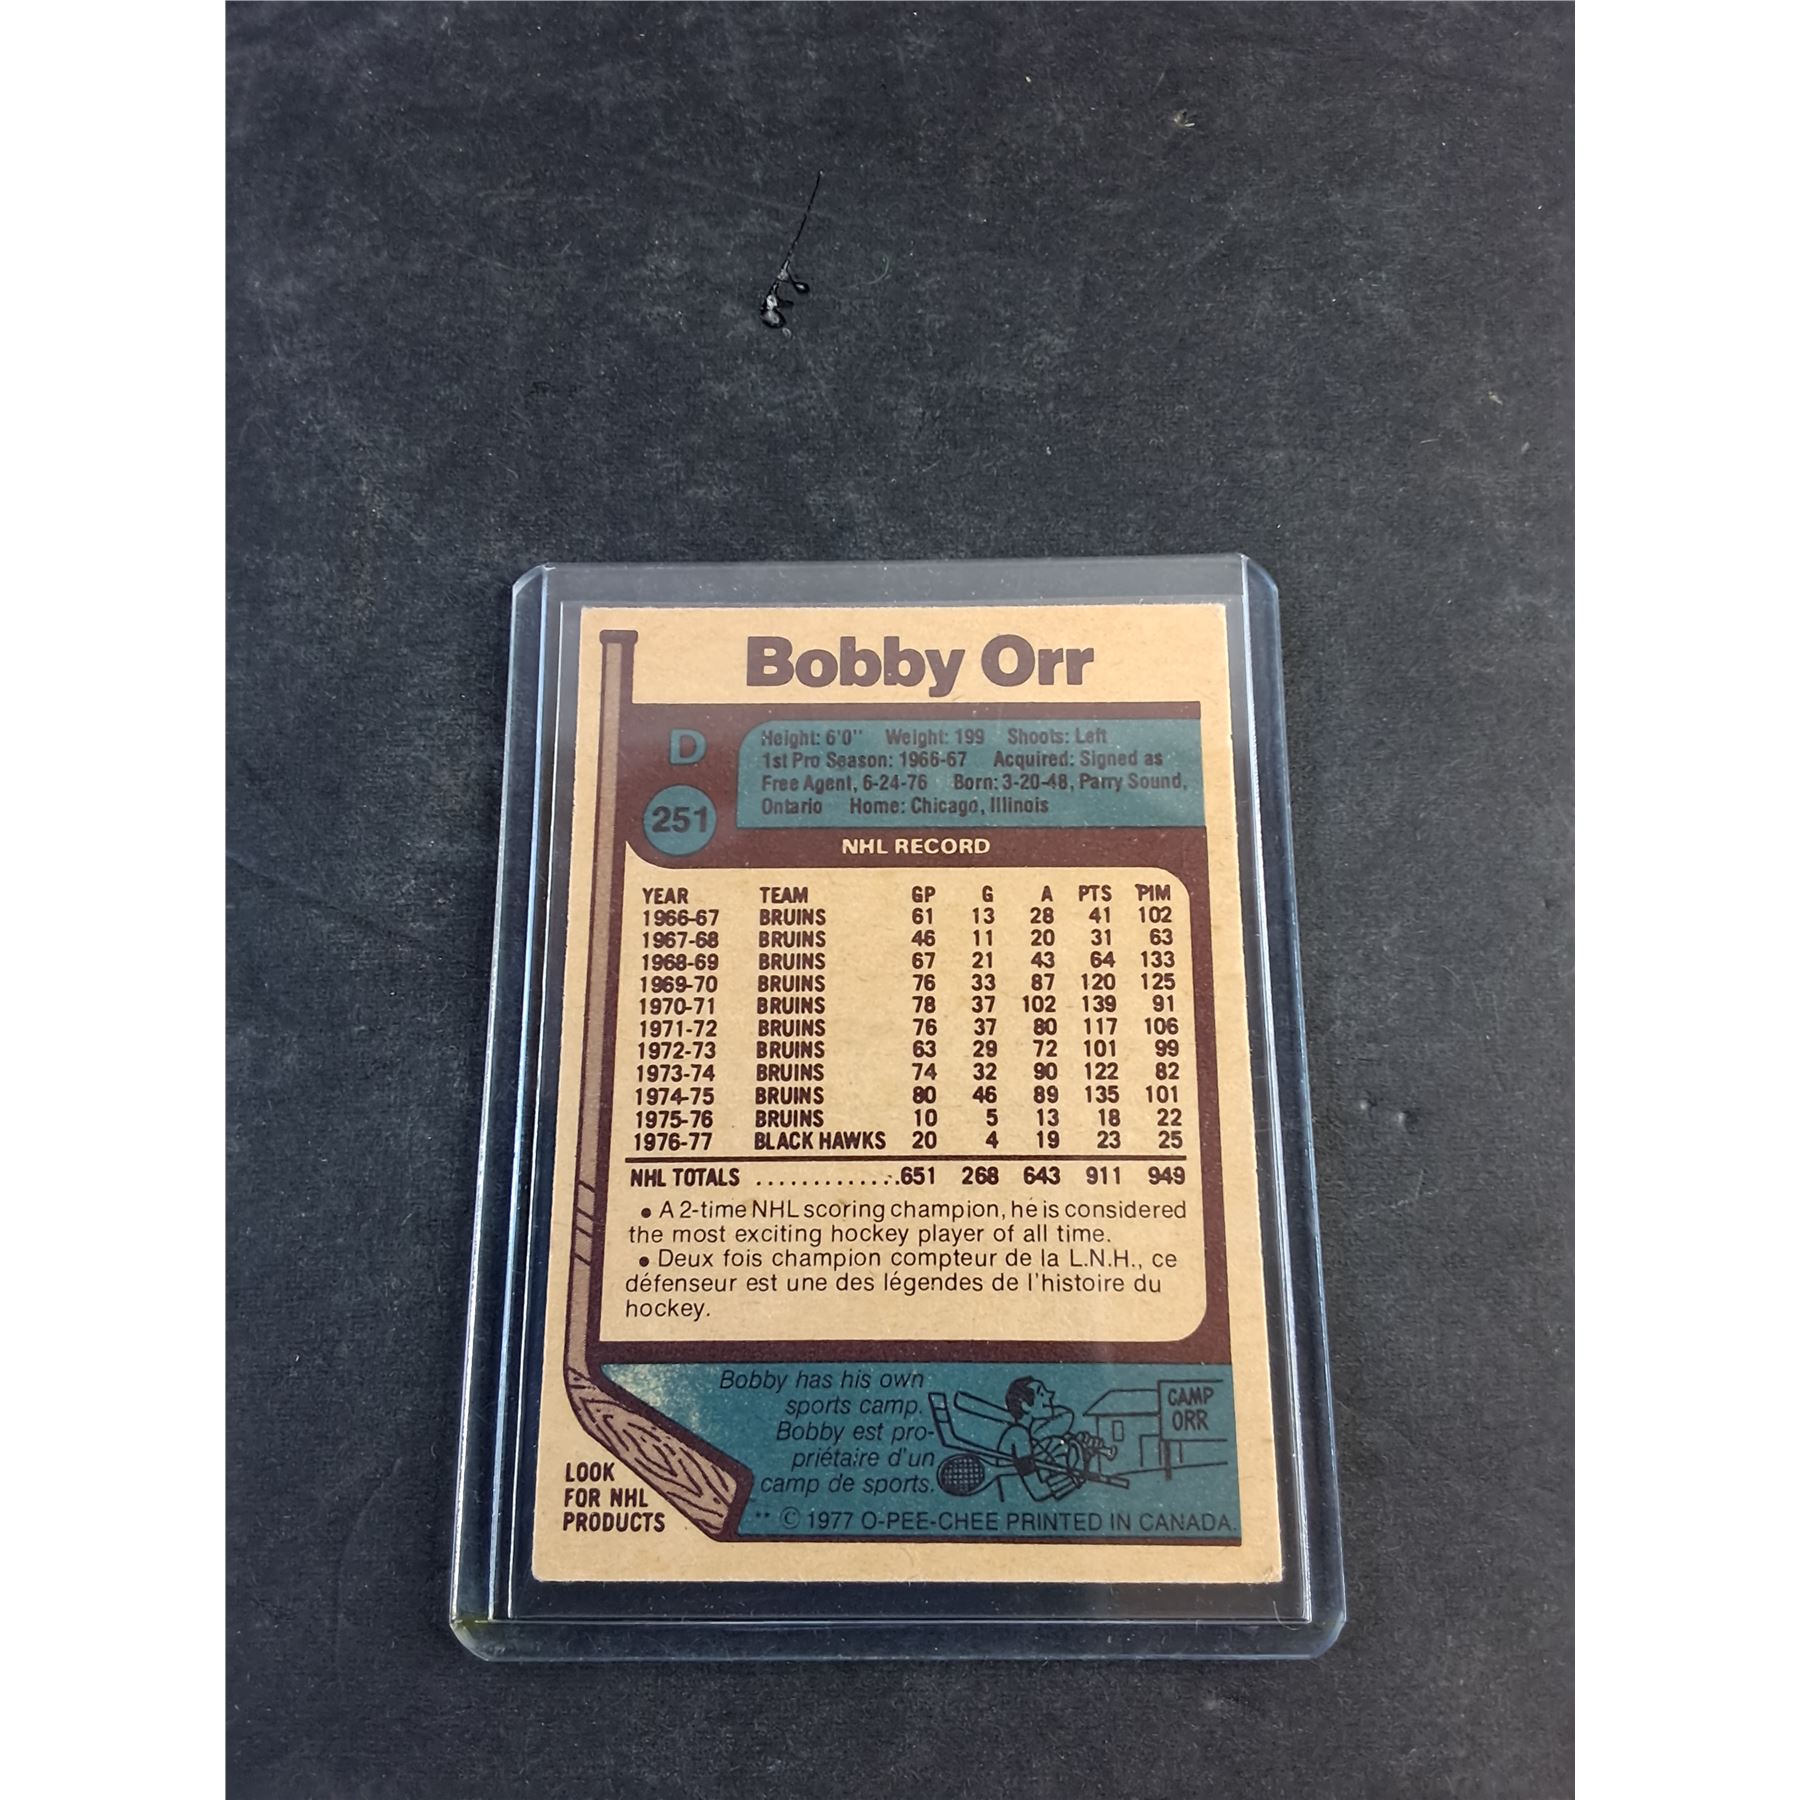 Bobby Orr
D
251
Height: 6'0" Weight: 199 Shoots: Left
1st Pro Season: 1966-67 Acquired: Signed as
Free Agent, 6-24-76 Born: 3-20-48, Parry Sound,
Ontario Home: Chicago, Illinois
NHL RECORD
YEAR TEAM GP G A PTS PIM
1966-67 BRUINS 61 13 28 41 102
1967-68 BRUINS 46 11 20 31 63
1968-69 BRUINS 67 21 43 64 133
1969-70 BRUINS 76 33 87 120 125
1970-71 BRUINS 78 37 102 139 91
1971-72 BRUINS 76 37 80 117 106
1972-73 BRUINS 63 29 72 101 99
1973-74 BRUINS 74 32 90 122 82
1974-75 BRUINS 80 46 89 135 101
1975-76 BRUINS 10 5 13 18 22
1976-77 BLACK HAWKS 20 4 19 23 25
NHL TOTALS .............651 268 643 911 949
• A 2-time NHL scoring champion, he is considered
the most exciting hockey player of all time.
• Deux fois champion compteur de la L.N.H., ce
défenseur est une des légendes de l'histoire du
hockey.
Bobby has his own
sports camp.
Bobby est pro-
priétaire d'un
camp de sports.
CAMP
ORR
LOOK
FOR NHL
PRODUCTS
** © 1977 O-PEE-CHEE PRINTED IN CANADA.